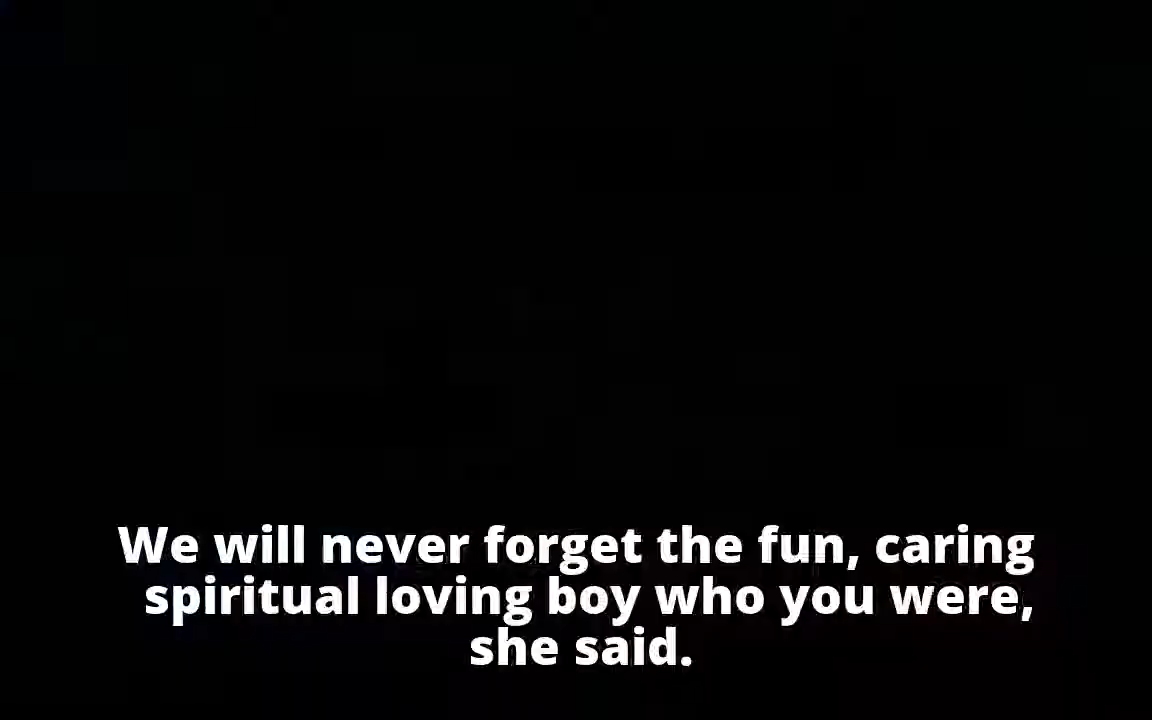 We will never forget the fun, caring
spiritual loving boy who you were,
she said.